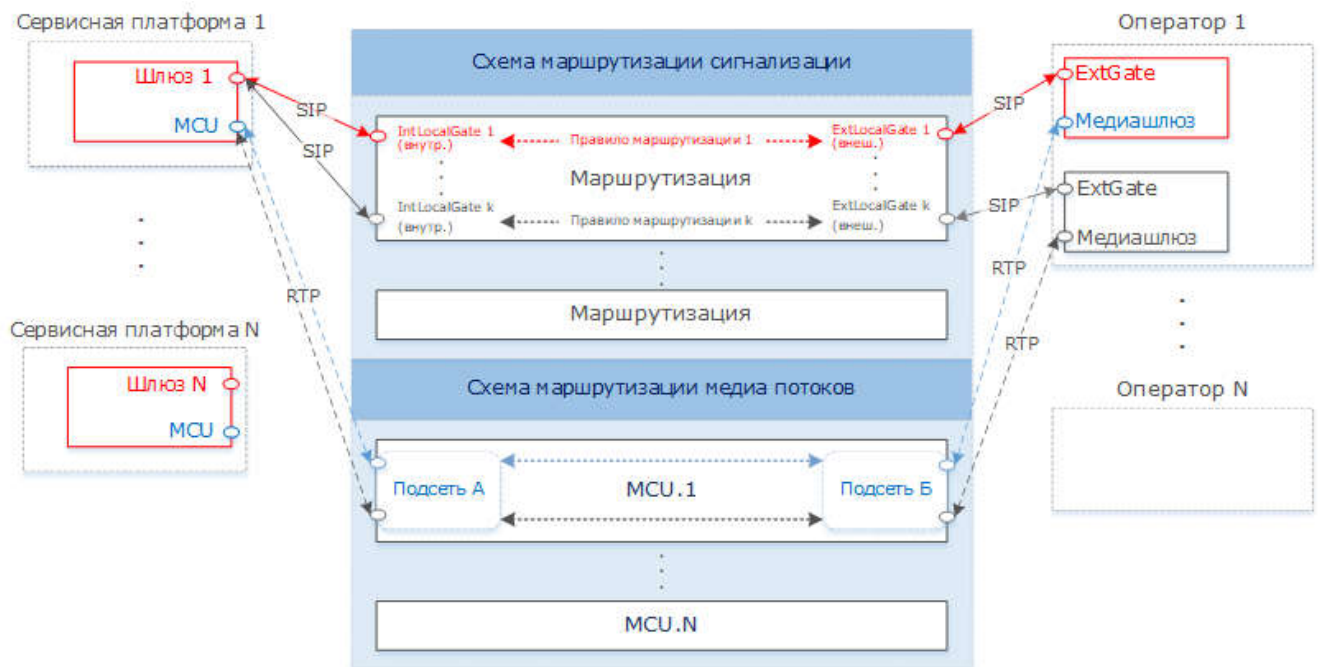 Сервисная платформа 1
Шлюз 1
MCU
SIP
SIP
RTP
Сервисная платформа N
Шлюз N
MCU
Схема маршрутизации сигнализации
IntLocalGate 1
(внутр.)
Правило маршрутизации 1
ExtLocalGate 1
(внеш.)
Маршрутизация
IntLocalGate k
(внутр.)
Правило маршрутизации k
ExtLocalGate k
(внеш.)
Маршрутизация
Схема маршрутизации медиа потоков
Подсеть А
MCU.1
Подсеть Б
MCU.N
Оператор 1
SIP
ExtGate
Медиашлюз
SIP
ExtGate
Медиашлюз
RTP
RTP
Оператор N